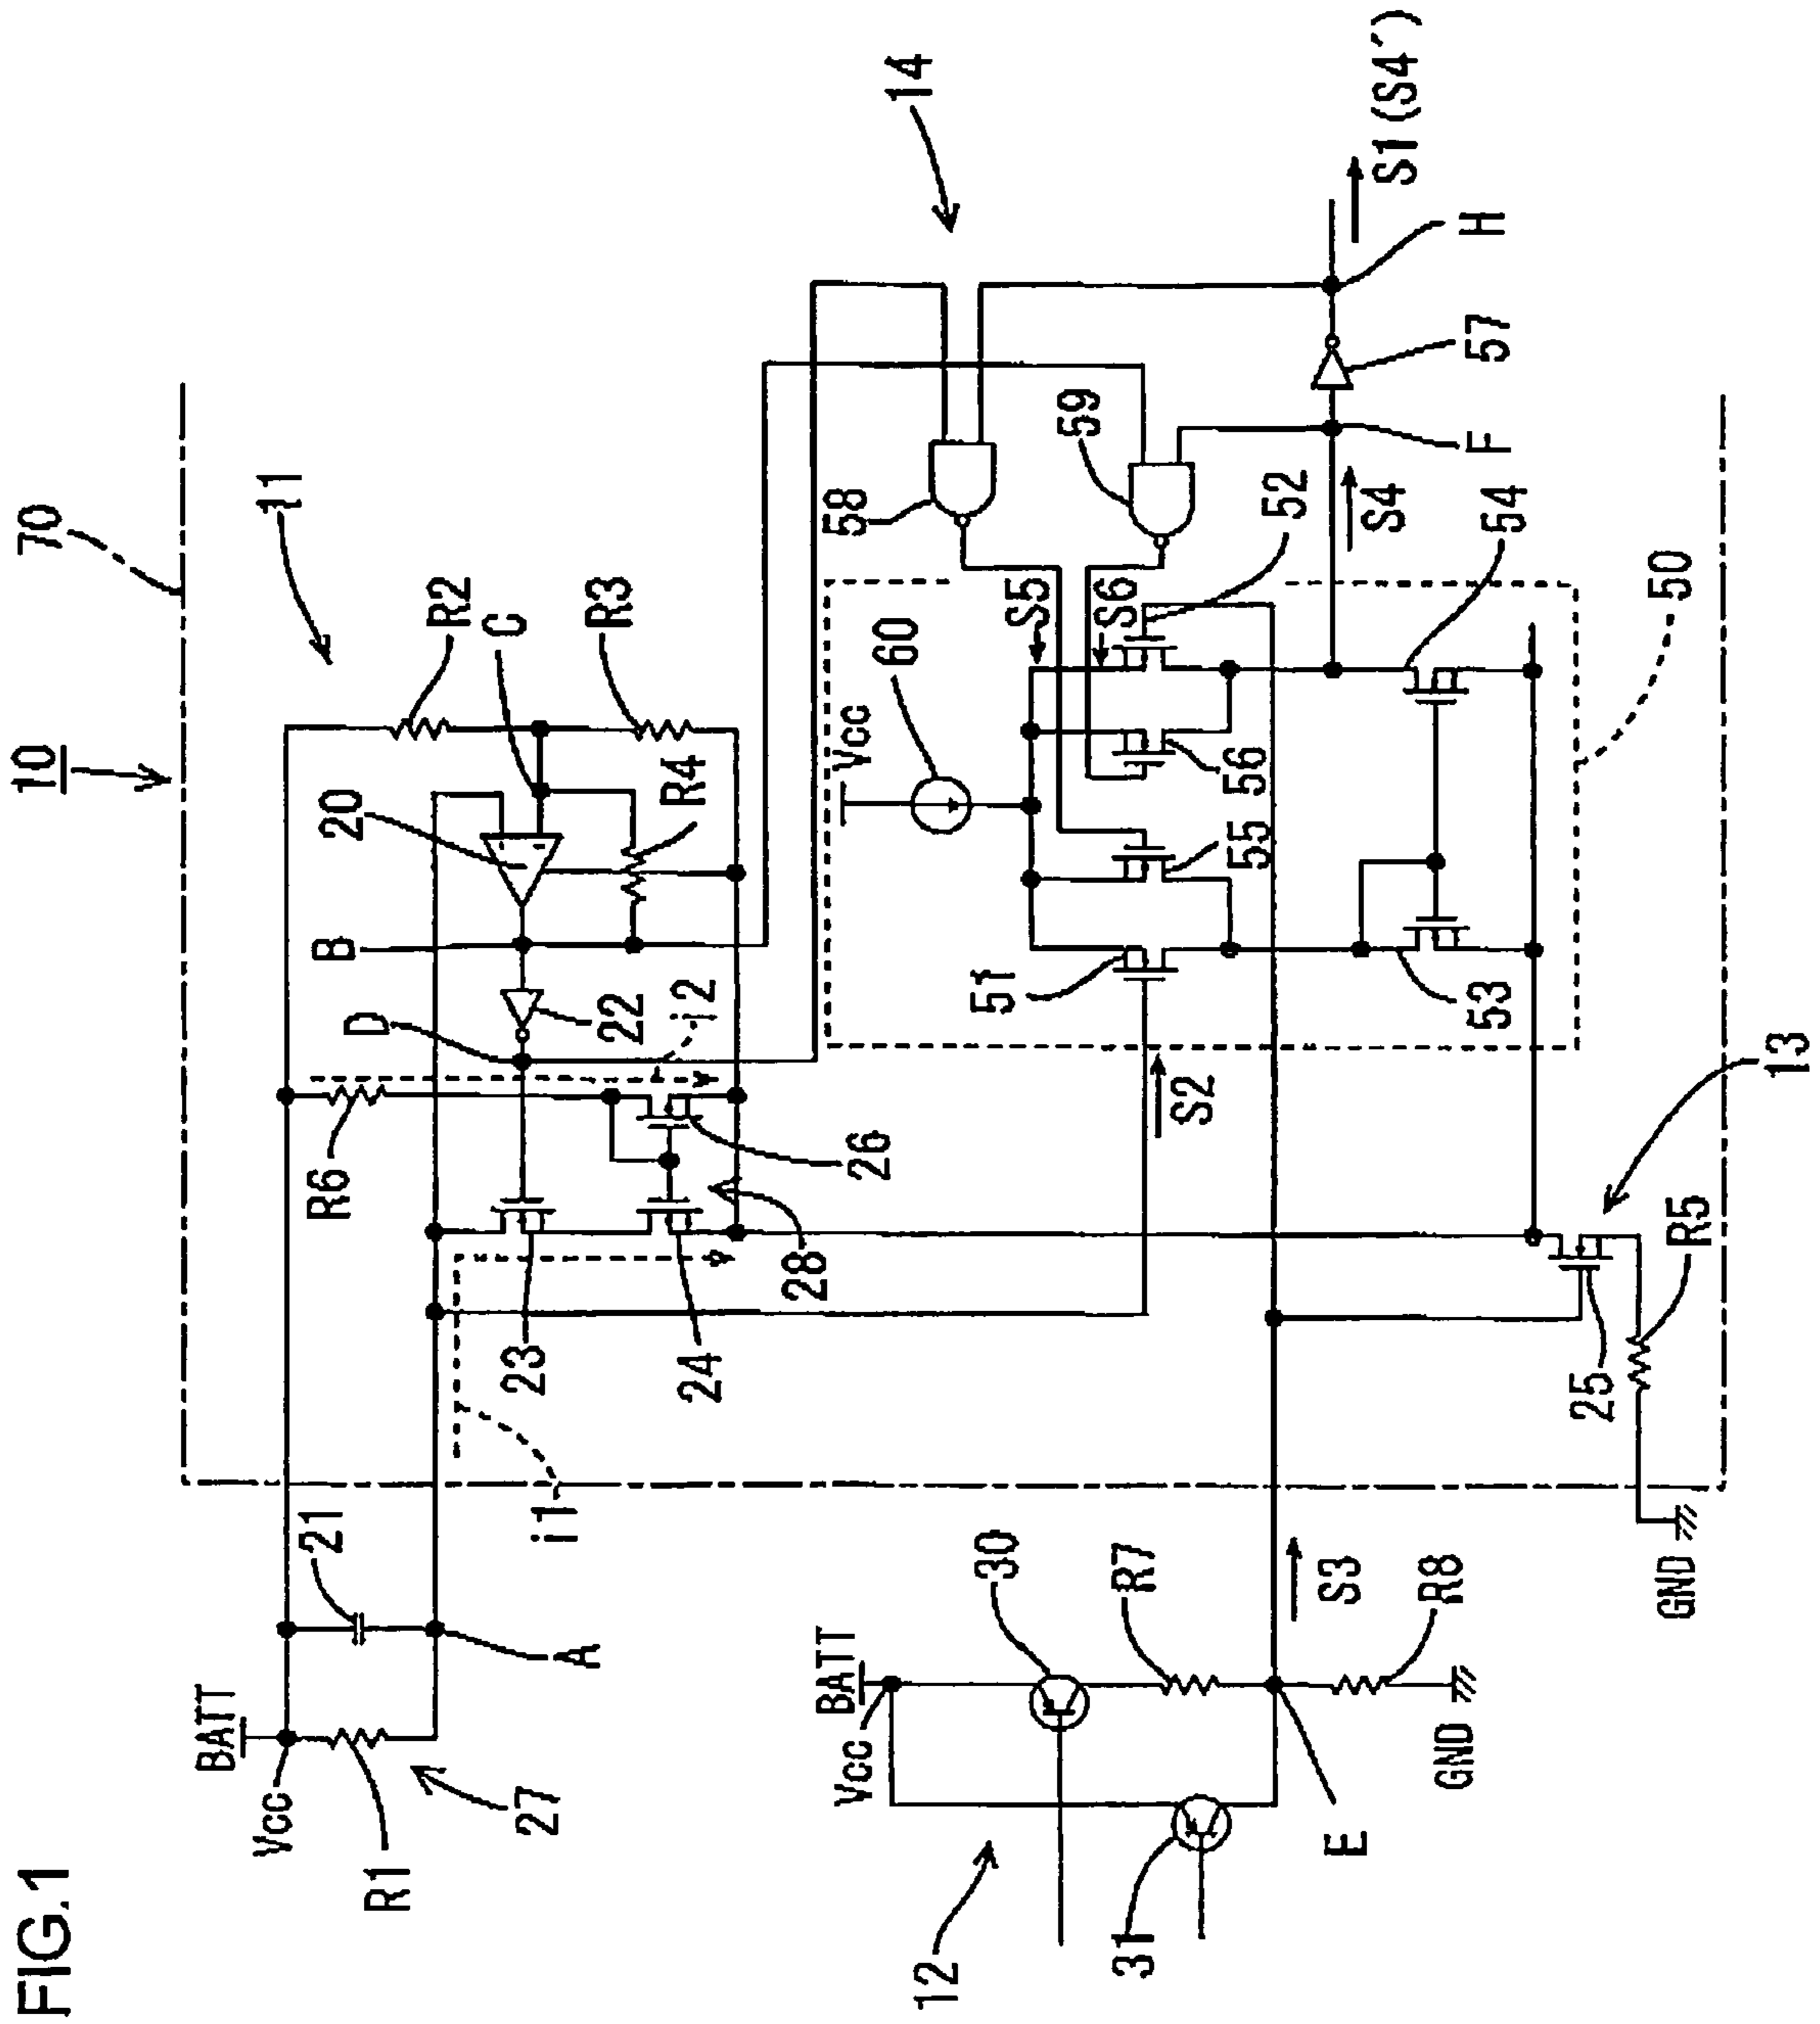 FIG.1
10
70
11
14
R2
C
R3
20
R4
B
D
22
i2
R6
26
28
23
24
i1
BATT
Vcc
R1
27
21
A
S1(S4′)
H
57
F
58
59
S4
52
54
50
S5
S6
60
Vcc
56
55
51
53
S2
13
R5
25
GND
BATT
Vcc
30
R7
S3
R8
GND
E
12
31